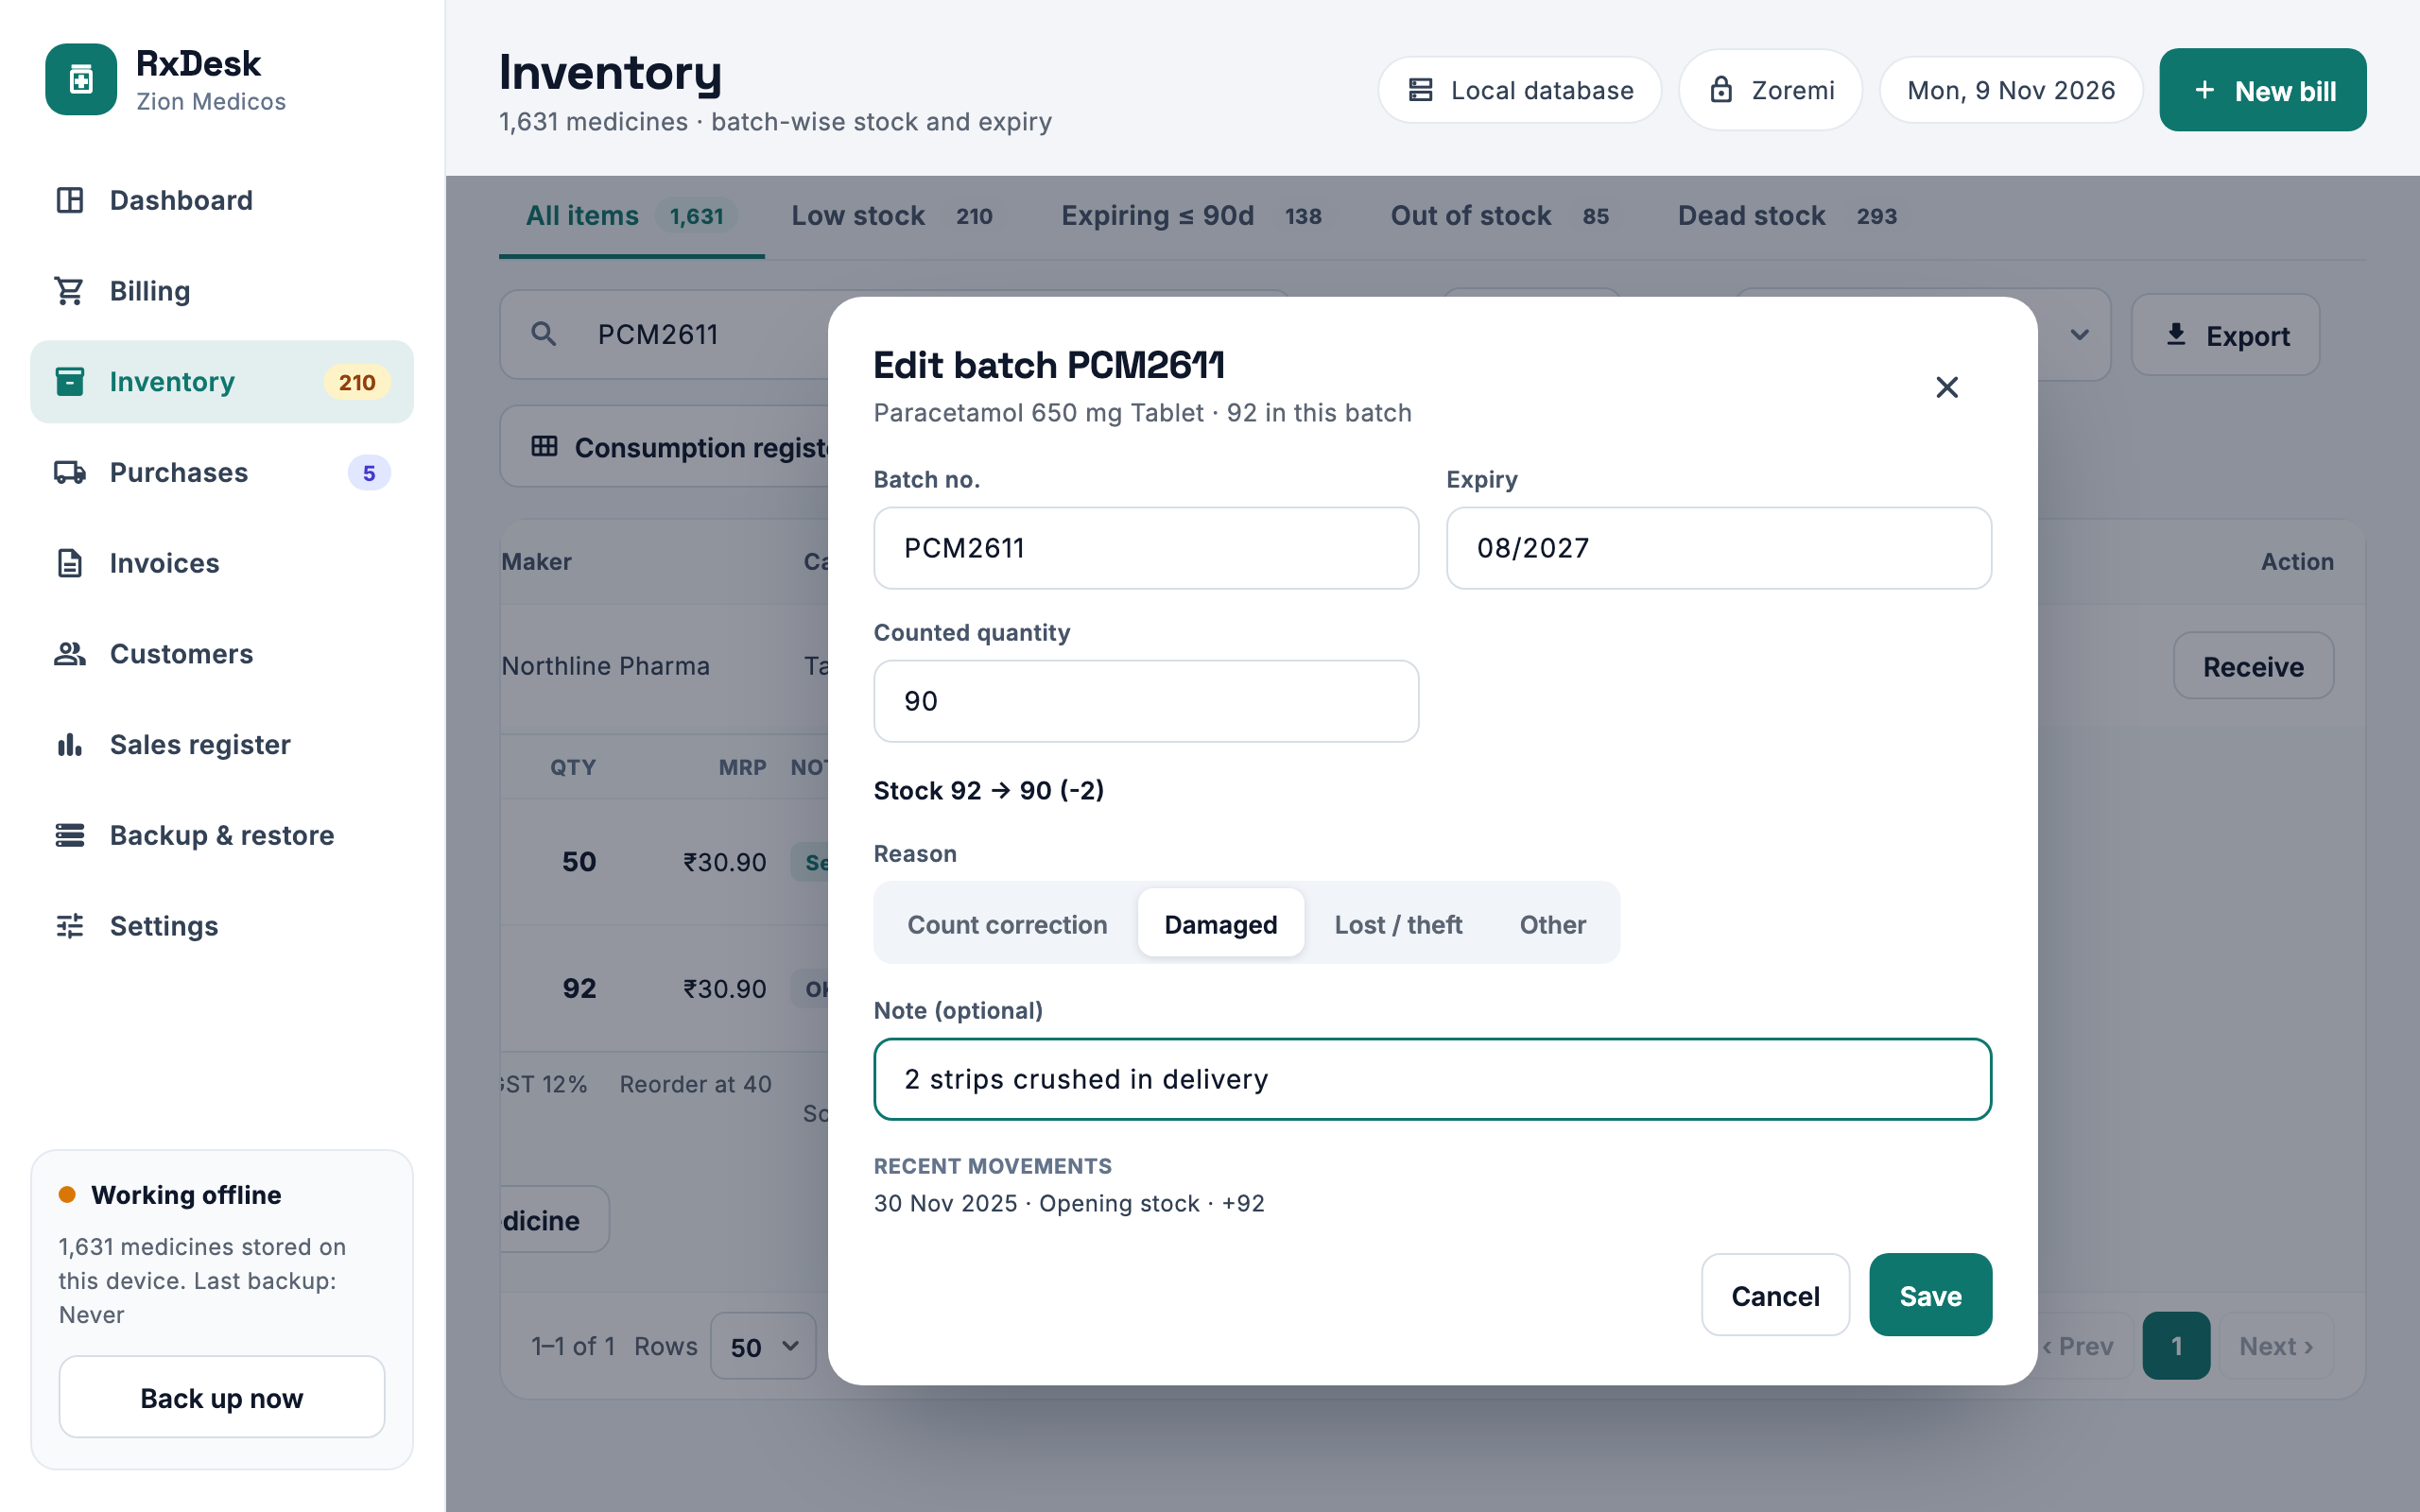 RxDesk
Zion Medicos
Dashboard
Billing
Inventory 210
Purchases 5
Invoices
Customers
Sales register
Backup & restore
Settings
Working offline
1,631 medicines stored on
this device. Last backup:
Never
Back up now
Inventory
1,631 medicines · batch-wise stock and expiry
Local database
Zoremi
Mon, 9 Nov 2026
+ New bill
All items 1,631
Low stock 210
Expiring ≤ 90d 138
Out of stock 85
Dead stock 293
PCM2611
Export
Consumption
Maker
Action
Northline Pharma
Receive
QTY MRP
50 ₹30.90
92 ₹30.90
12% Reorder at 40
1–1 of 1 Rows 50
‹ Prev 1 Next ›
Edit batch PCM2611
Paracetamol 650 mg Tablet · 92 in this batch
Batch no.
PCM2611
Expiry
08/2027
Counted quantity
90
Stock 92 → 90 (-2)
Reason
Count correction Damaged Lost / theft Other
Note (optional)
2 strips crushed in delivery
RECENT MOVEMENTS
30 Nov 2025 · Opening stock · +92
Cancel
Save